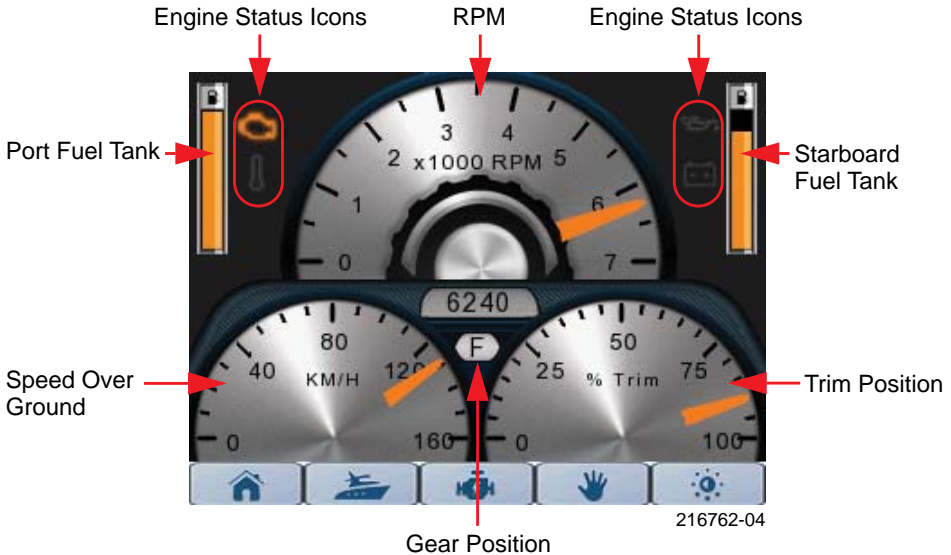 Engine Status Icons
RPM
Engine Status Icons
Port Fuel Tank
Starboard
Fuel Tank
0 1 2 3 4 5 6 7
x1000 RPM
6240
F
0 40 80 120 160
KM/H
0 25 50 75 100
% Trim
Speed Over
Ground
Trim Position
216762-04
Gear Position